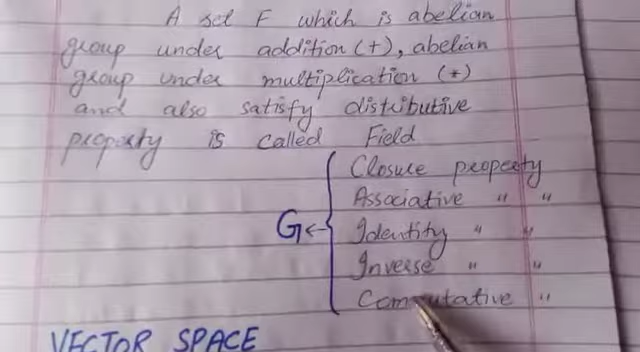 A set F which is abelian
group under addition (+), abelian
group under multiplication (*)
and also satisfy distributive
property is called Field
Closure property
Associative " "
G← Identity " "
Inverse " "
Commutative "
VECTOR SPACE